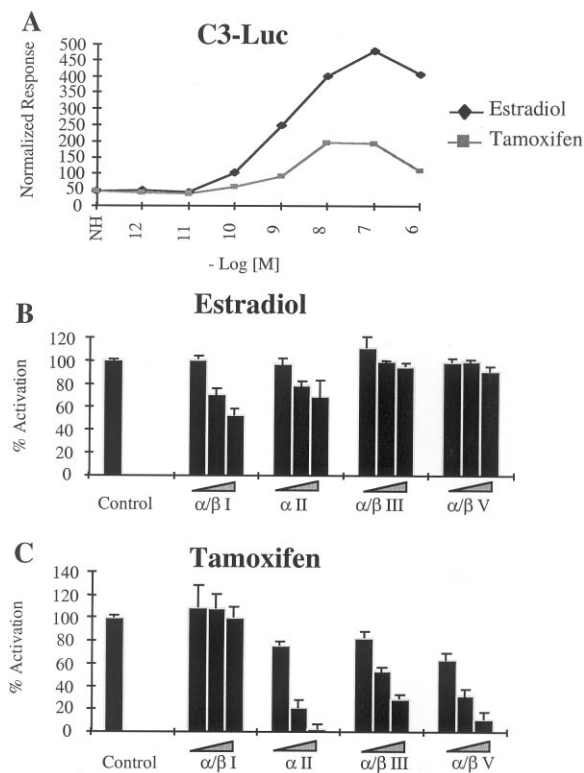 A
C3-Luc
Normalized Response
500
450
400
350
300
250
200
150
100
50
0
NH
12
11
10
9
8
7
6
- Log [M]
Estradiol
Tamoxifen
B
Estradiol
% Activation
120
100
80
60
40
20
0
Control
α/β I
α II
α/β III
α/β V
C
Tamoxifen
% Activation
140
120
100
80
60
40
20
0
Control
α/β I
α II
α/β III
α/β V